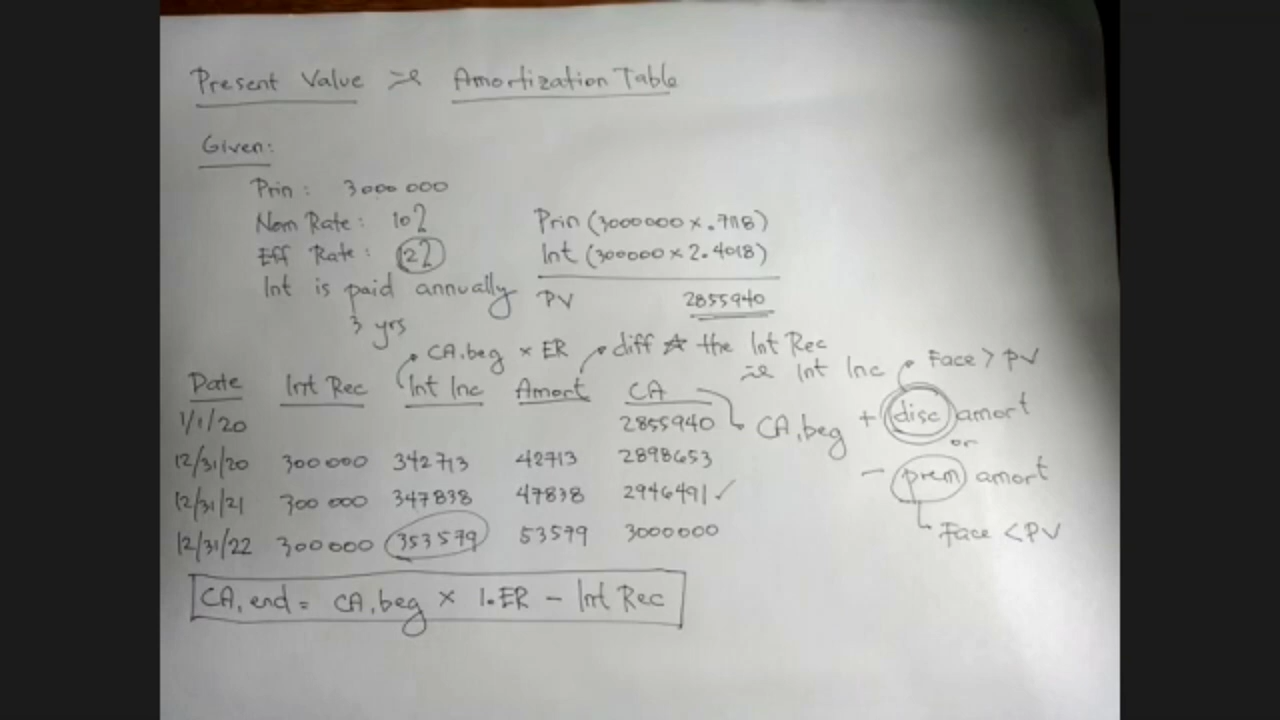 Present Value & Amortization Table
Given:
Prin: 3000 000
Nom Rate: 10%
Eff Rate: 12%
Int is paid annually
3 yrs
Prin (3000000 x .7118)
Int (300000 x 2.4018)
PV 2855940
CA, beg x ER
diff the Int Rec
& Int Inc
Face > PV
Date Int Rec Int Inc Amort CA
CA, beg + disc amort
or
- prem amort
Face < PV
1/1/20 2855940
12/31/20 300000 342713 42713 2898653
12/31/21 300 000 347838 47838 2946491 ✓
12/31/22 300000 353579 53579 3000000
CA, end = CA, beg x 1.ER - Int Rec